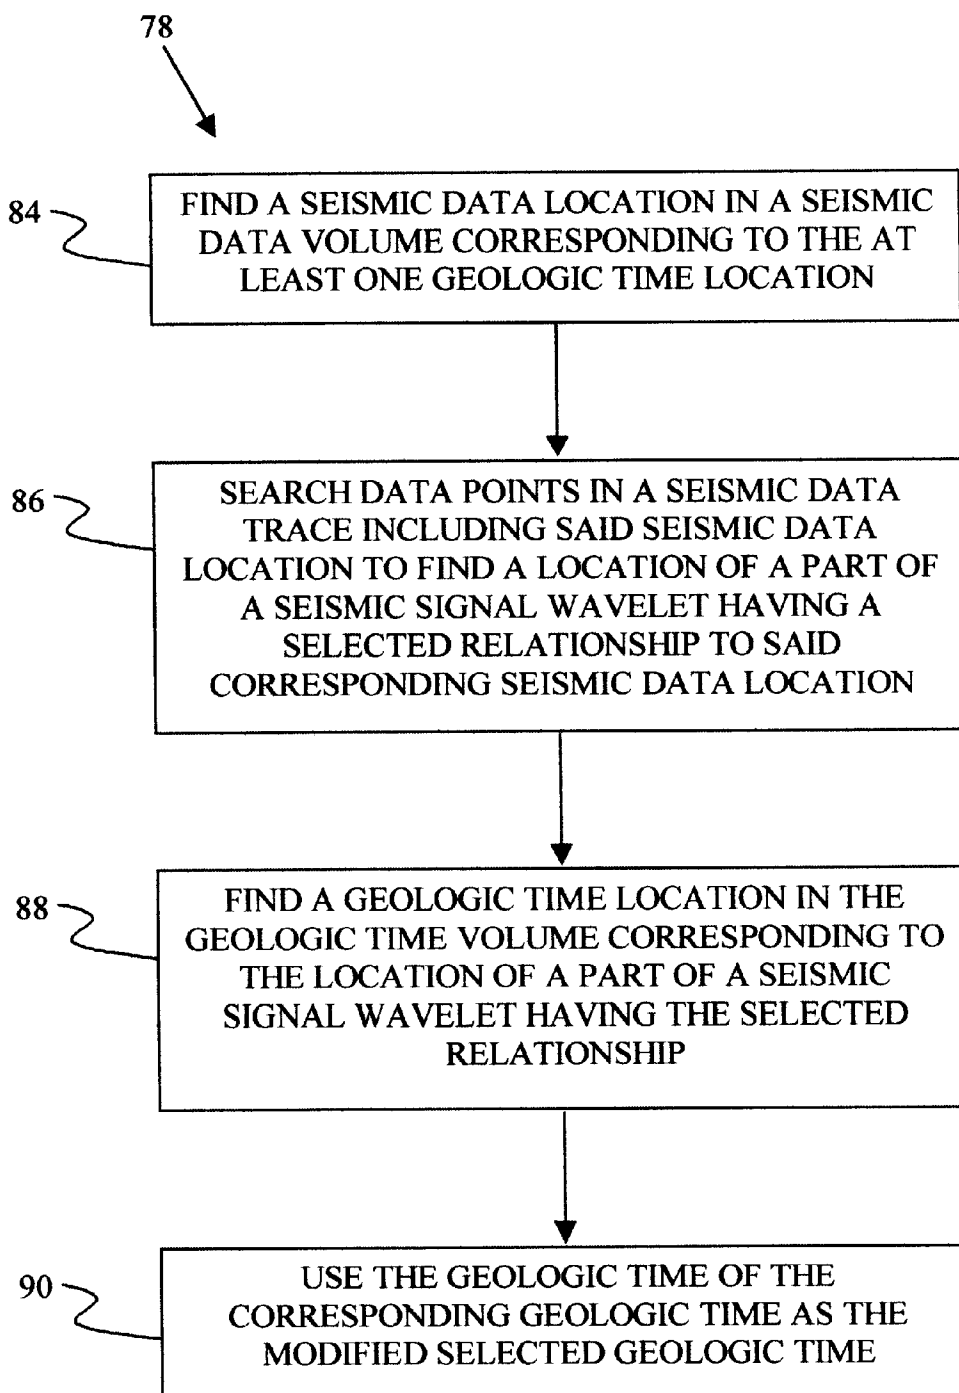 78
84
FIND A SEISMIC DATA LOCATION IN A SEISMIC
DATA VOLUME CORRESPONDING TO THE AT
LEAST ONE GEOLOGIC TIME LOCATION
86
SEARCH DATA POINTS IN A SEISMIC DATA
TRACE INCLUDING SAID SEISMIC DATA
LOCATION TO FIND A LOCATION OF A PART OF
A SEISMIC SIGNAL WAVELET HAVING A
SELECTED RELATIONSHIP TO SAID
CORRESPONDING SEISMIC DATA LOCATION
88
FIND A GEOLOGIC TIME LOCATION IN THE
GEOLOGIC TIME VOLUME CORRESPONDING TO
THE LOCATION OF A PART OF A SEISMIC
SIGNAL WAVELET HAVING THE SELECTED
RELATIONSHIP
90
USE THE GEOLOGIC TIME OF THE
CORRESPONDING GEOLOGIC TIME AS THE
MODIFIED SELECTED GEOLOGIC TIME